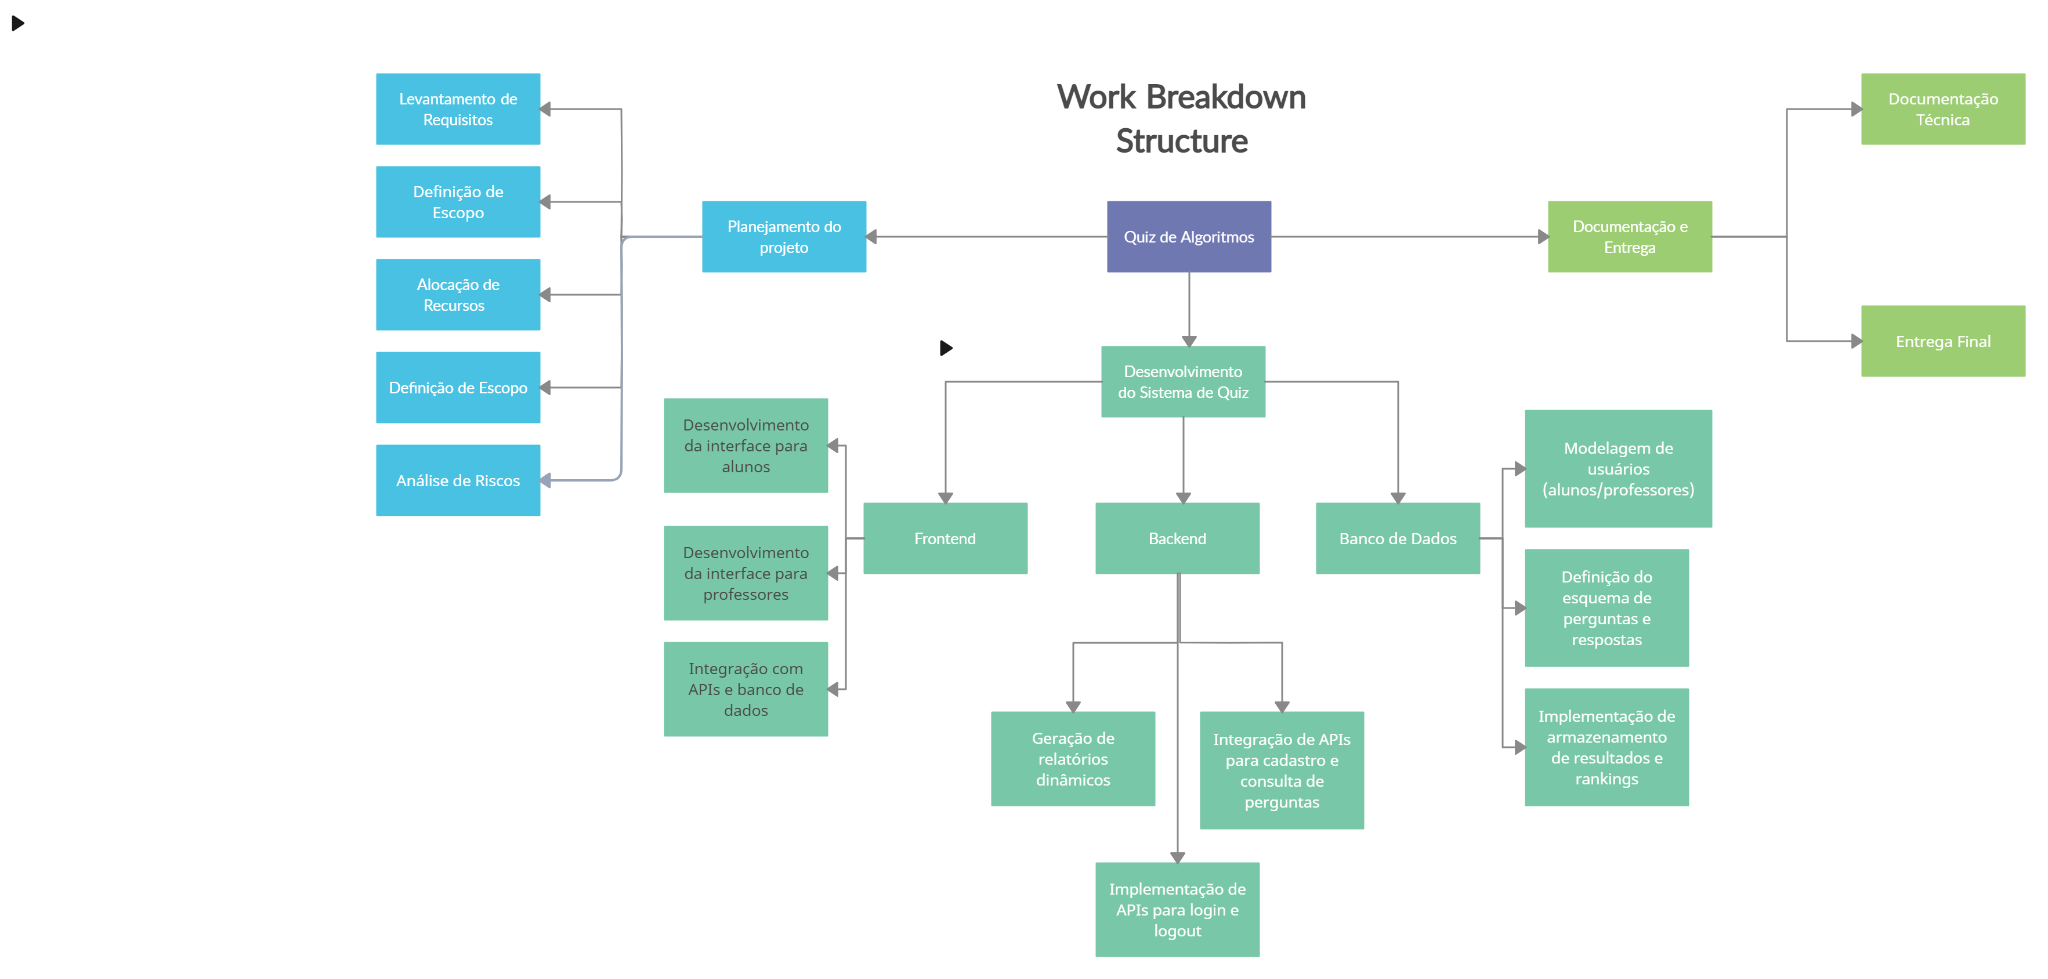 Work Breakdown
Structure
Quiz de Algoritmos
Planejamento do
projeto
Levantamento de
Requisitos
Definição de
Escopo
Alocação de
Recursos
Definição de Escopo
Análise de Riscos
Documentação e
Entrega
Documentação
Técnica
Entrega Final
Desenvolvimento
do Sistema de Quiz
Frontend
Desenvolvimento
da interface para
alunos
Desenvolvimento
da interface para
professores
Integração com
APIs e banco de
dados
Backend
Geração de
relatórios
dinâmicos
Integração de APIs
para cadastro e
consulta de
perguntas
Implementação de
APIs para login e
logout
Banco de Dados
Modelagem de
usuários
(alunos/professores)
Definição do
esquema de
perguntas e
respostas
Implementação de
armazenamento
de resultados e
rankings